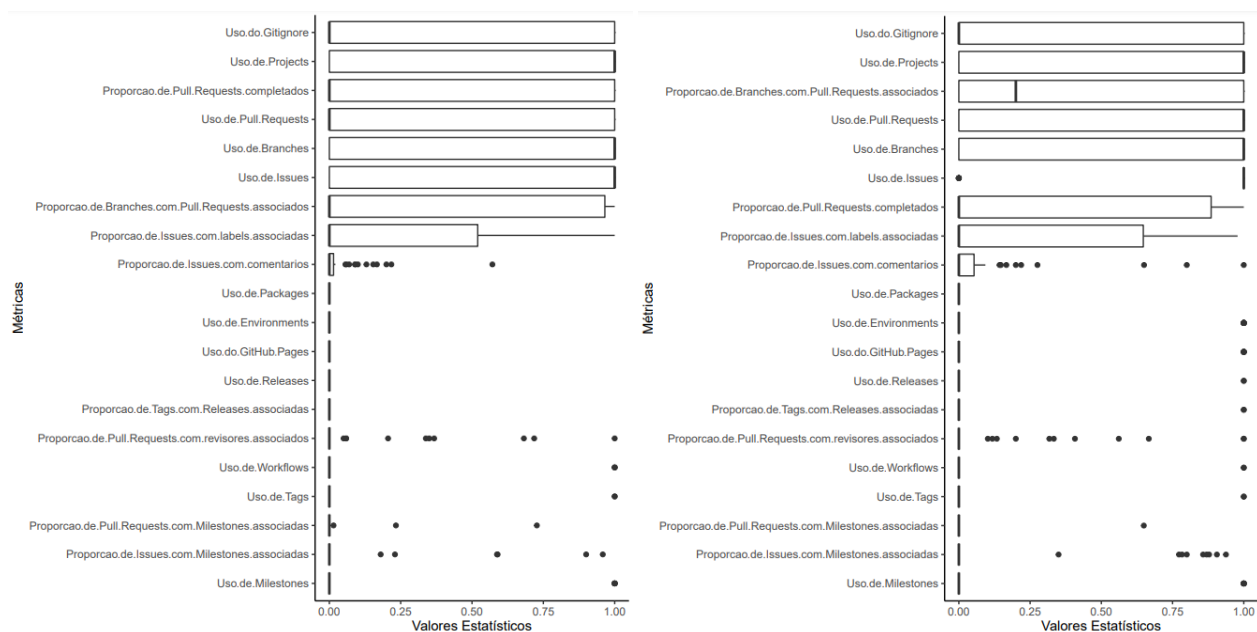 Uso.do.Gitignore
Uso.de.Projects
Proporcao.de.Pull.Requests.completados
Uso.de.Pull.Requests
Uso.de.Branches
Uso.de.Issues
Proporcao.de.Branches.com.Pull.Requests.associados
Proporcao.de.Issues.com.labels.associadas
Proporcao.de.Issues.com.comentarios
Uso.de.Packages
Uso.de.Environments
Uso.do.GitHub.Pages
Uso.de.Releases
Proporcao.de.Tags.com.Releases.associadas
Proporcao.de.Pull.Requests.com.revisores.associados
Uso.de.Workflows
Uso.de.Tags
Proporcao.de.Pull.Requests.com.Milestones.associadas
Proporcao.de.Issues.com.Milestones.associadas
Uso.de.Milestones
Métricas
0.00 0.25 0.50 0.75 1.00
Valores Estatísticos
Uso.do.Gitignore
Uso.de.Projects
Proporcao.de.Branches.com.Pull.Requests.associados
Uso.de.Pull.Requests
Uso.de.Branches
Uso.de.Issues
Proporcao.de.Pull.Requests.completados
Proporcao.de.Issues.com.labels.associadas
Proporcao.de.Issues.com.comentarios
Uso.de.Packages
Uso.de.Environments
Uso.do.GitHub.Pages
Uso.de.Releases
Proporcao.de.Tags.com.Releases.associadas
Proporcao.de.Pull.Requests.com.revisores.associados
Uso.de.Workflows
Uso.de.Tags
Proporcao.de.Pull.Requests.com.Milestones.associadas
Proporcao.de.Issues.com.Milestones.associadas
Uso.de.Milestones
Métricas
0.00 0.25 0.50 0.75 1.00
Valores Estatísticos